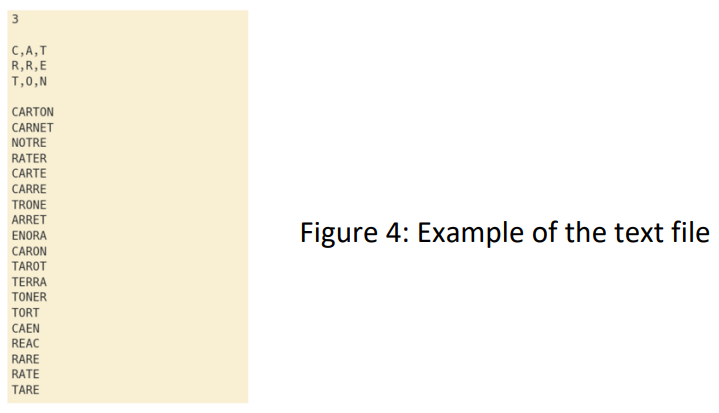 3
C,A,T
R,R,E
T,O,N
CARTON
CARNET
NOTRE
RATER
CARTE
CARRE
TRONE
ARRET
ENORA
CARON
TAROT
TERRA
TONER
TORT
CAEN
REAC
RARE
RATE
TARE
Figure 4: Example of the text file